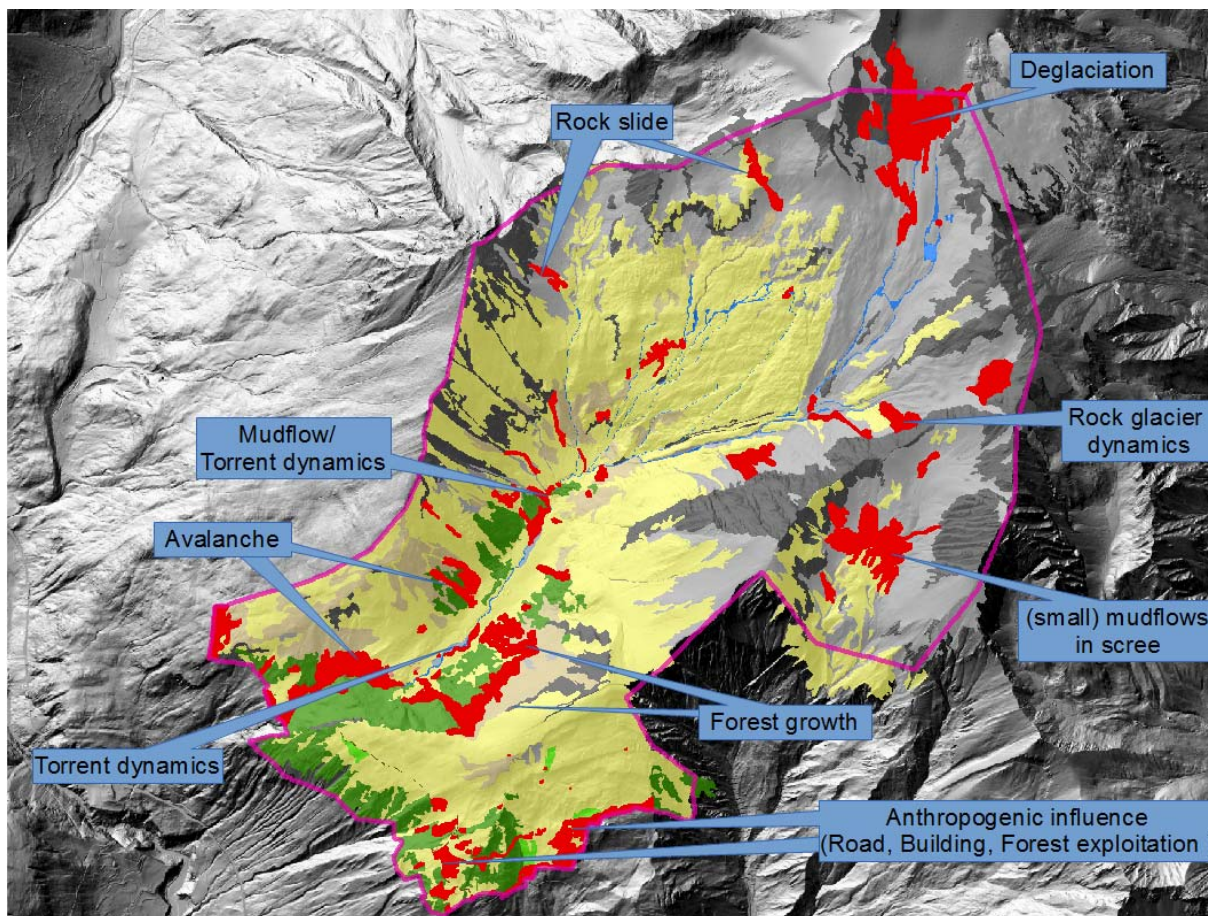 Deglaciation
Rock slide
Mudflow/
Torrent dynamics
Rock glacier
dynamics
Avalanche
(small) mudflows
in scree
Forest growth
Torrent dynamics
Anthropogenic influence
(Road, Building, Forest exploitation